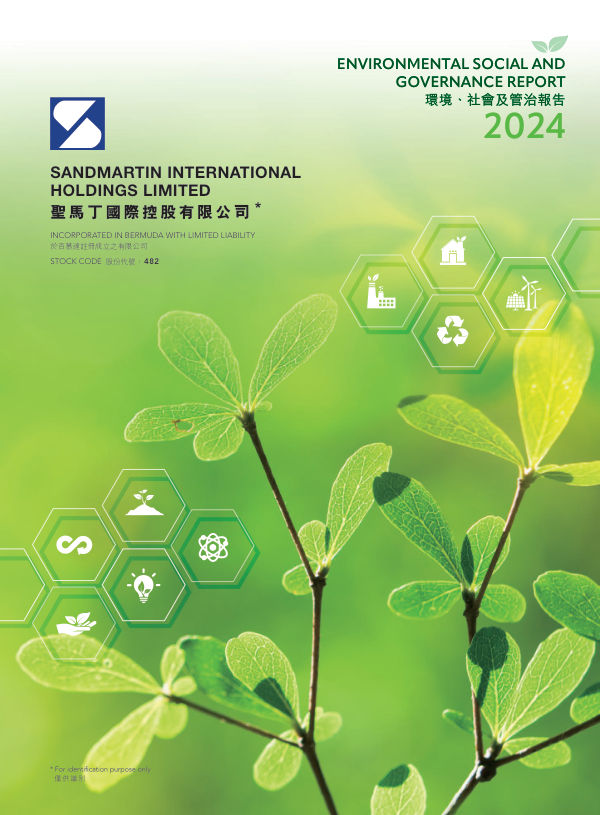 ENVIRONMENTAL SOCIAL AND
GOVERNANCE REPORT
環境、社會及管治報告
2024
SANDMARTIN INTERNATIONAL
HOLDINGS LIMITED
聖馬丁國際控股有限公司*
INCORPORATED IN BERMUDA WITH LIMITED LIABILITY
於百慕達註冊成立之有限公司
STOCK CODE 股份代號：482
* For identification purpose only
僅供識別